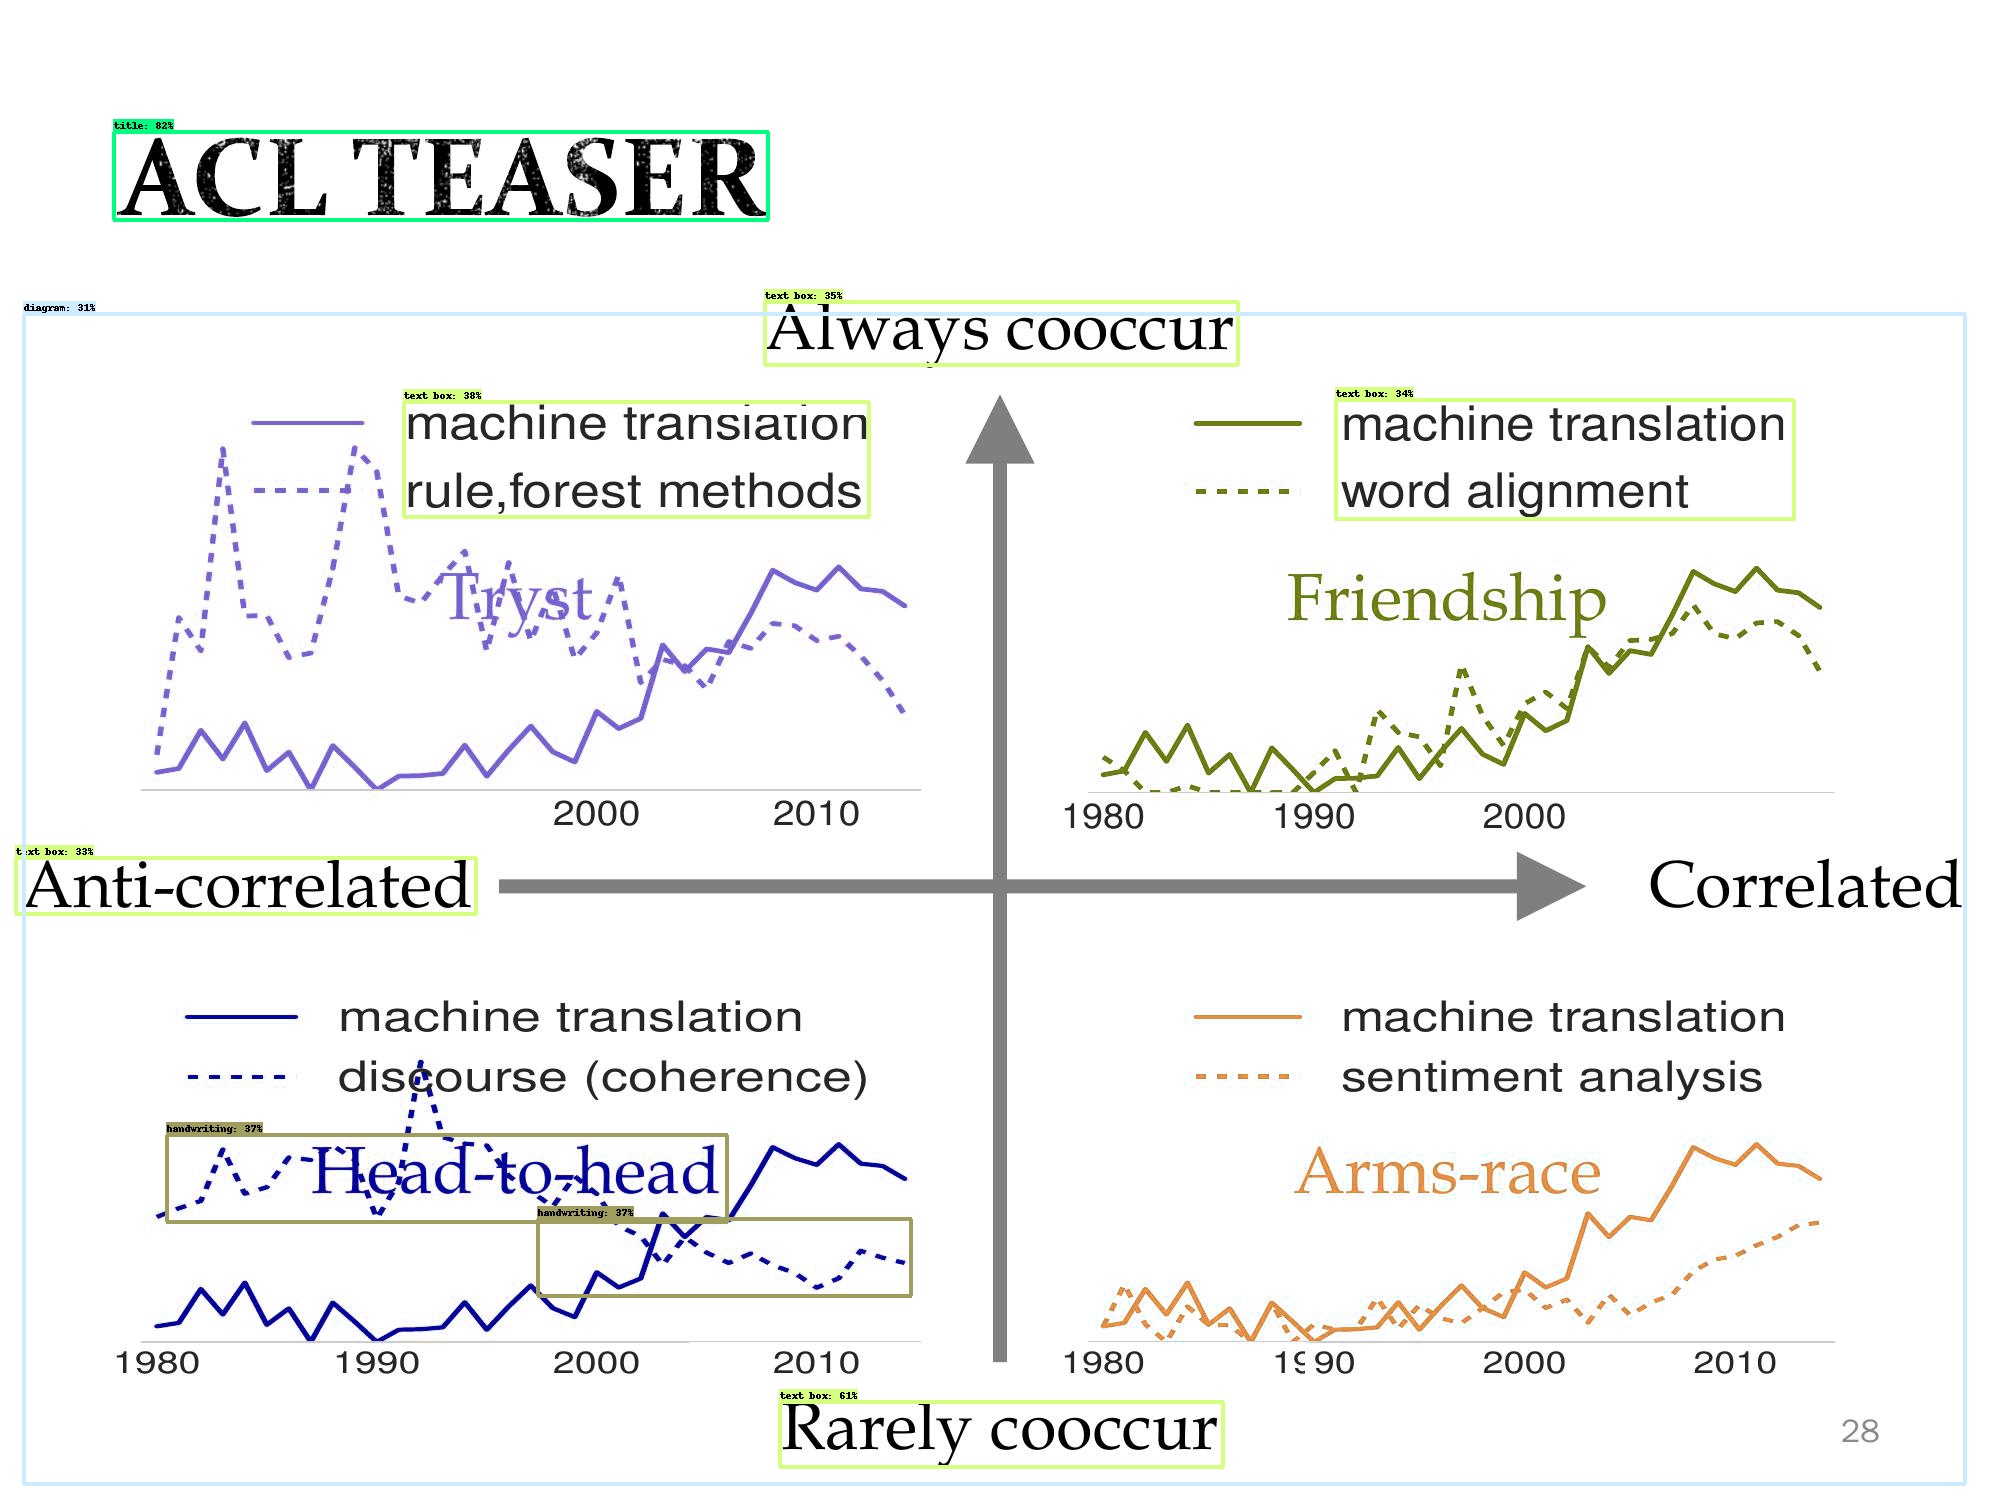 title: 82%
ACL TEASER
diagram: 31%
text box: 35%
Always cooccur
text box: 38%
machine translation
rule,forest methods
Tryst
2000 2010
text box: 34%
machine translation
word alignment
Friendship
1980 1990 2000
text box: 33%
Anti-correlated
Correlated
machine translation
discourse (coherence)
handwriting: 37%
Head-to-head
handwriting: 37%
1980 1990 2000 2010
machine translation
sentiment analysis
Arms-race
1980 1990 2000 2010
text box: 61%
Rarely cooccur
28